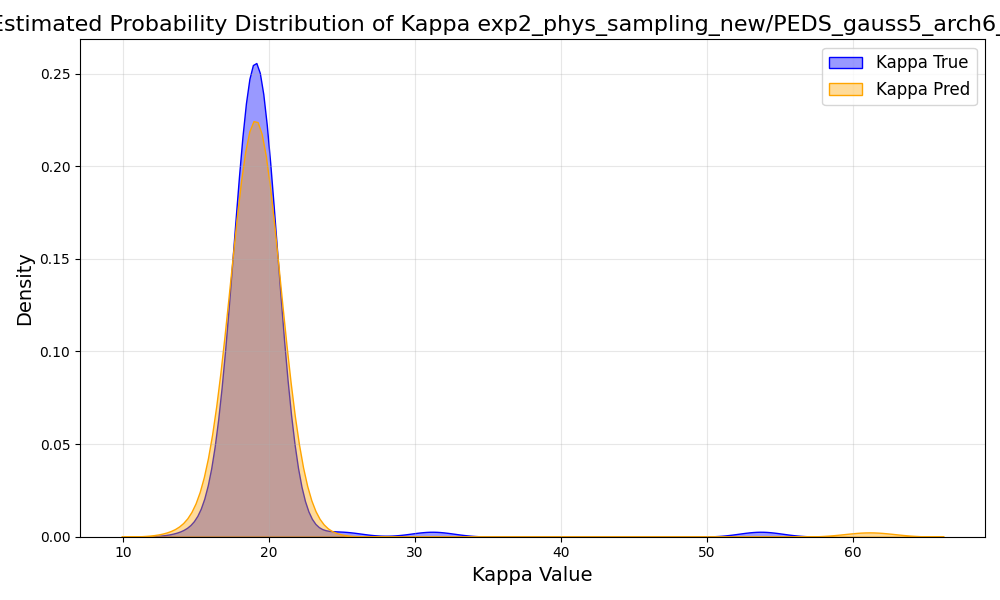 Estimated Probability Distribution of Kappa exp2_phys_sampling_new/PEDS_gauss5_arch6_
Kappa True
Kappa Pred
Density
0.25
0.20
0.15
0.10
0.05
0.00
10 20 30 40 50 60
Kappa Value